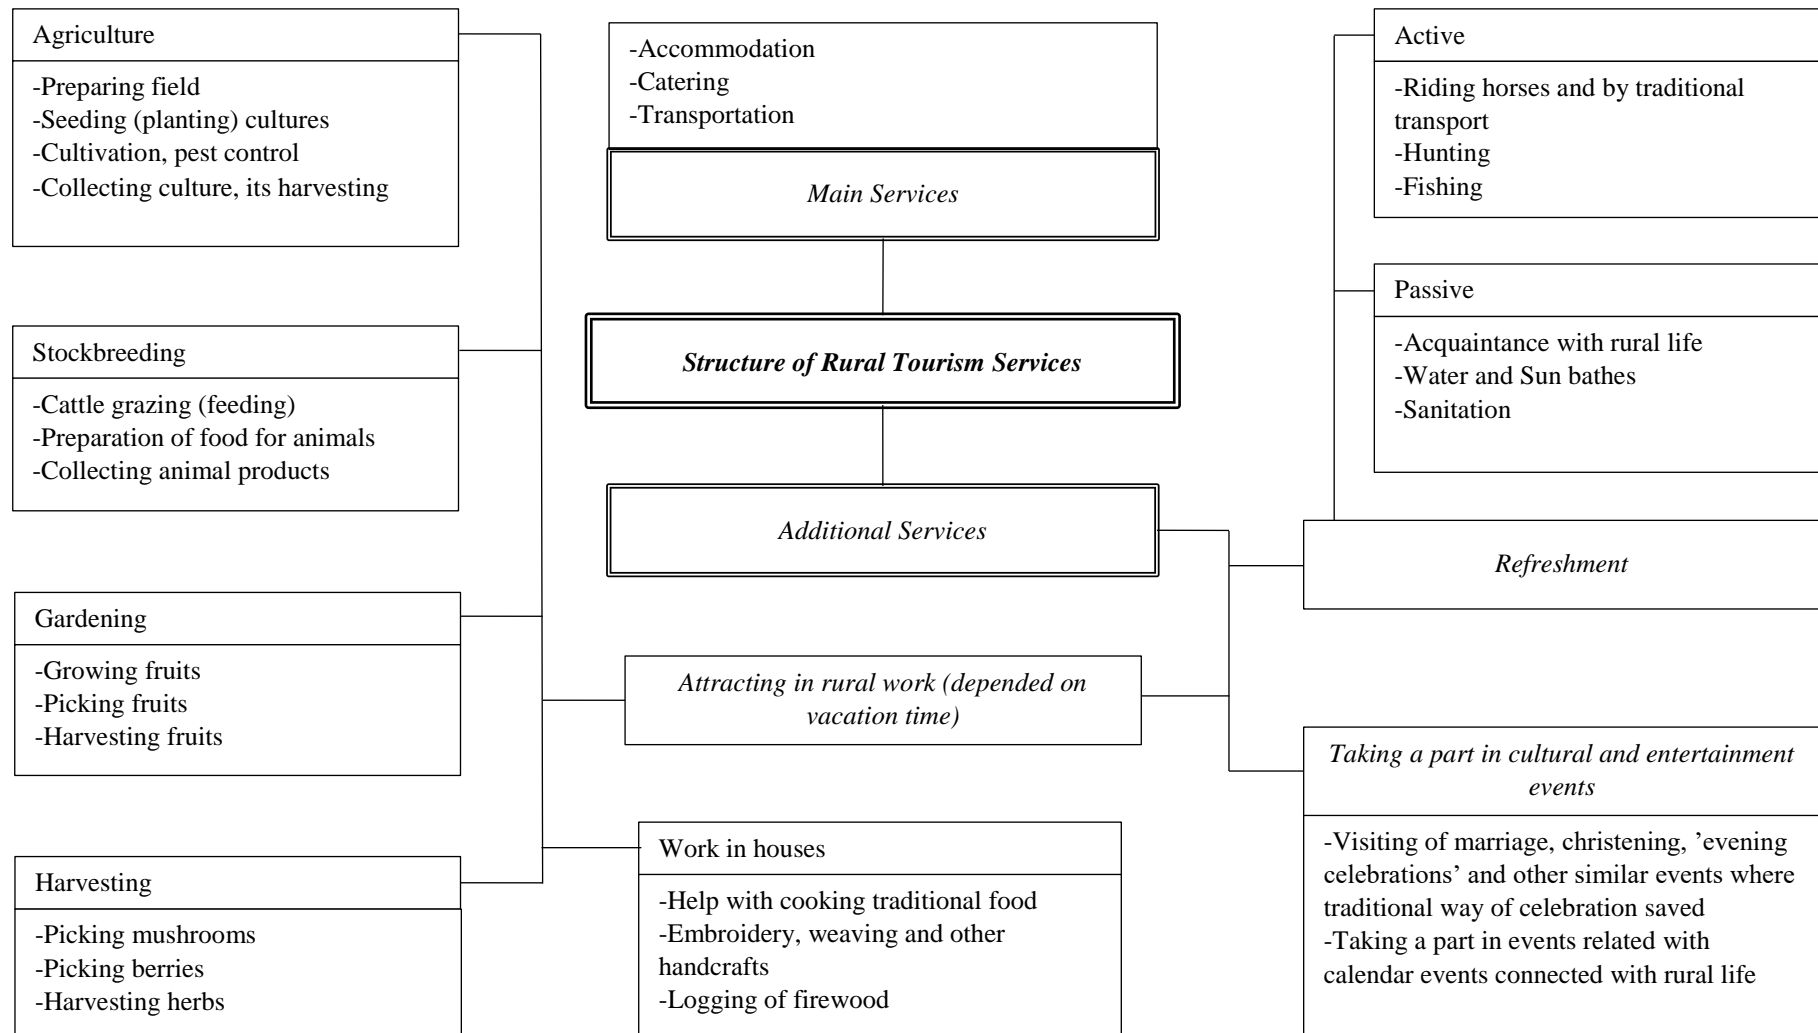 Agriculture
-Preparing field
-Seeding (planting) cultures
-Cultivation, pest control
-Collecting culture, its harvesting
Stockbreeding
-Cattle grazing (feeding)
-Preparation of food for animals
-Collecting animal products
Gardening
-Growing fruits
-Picking fruits
-Harvesting fruits
Harvesting
-Picking mushrooms
-Picking berries
-Harvesting herbs
-Accommodation
-Catering
-Transportation
Main Services
Structure of Rural Tourism Services
Additional Services
Attracting in rural work (depended on
vacation time)
Work in houses
-Help with cooking traditional food
-Embroidery, weaving and other
handcrafts
-Logging of firewood
Active
-Riding horses and by traditional
transport
-Hunting
-Fishing
Passive
-Acquaintance with rural life
-Water and Sun bathes
-Sanitation
Refreshment
Taking a part in cultural and entertainment
events
-Visiting of marriage, christening, ’evening
celebrations’ and other similar events where
traditional way of celebration saved
-Taking a part in events related with
calendar events connected with rural life